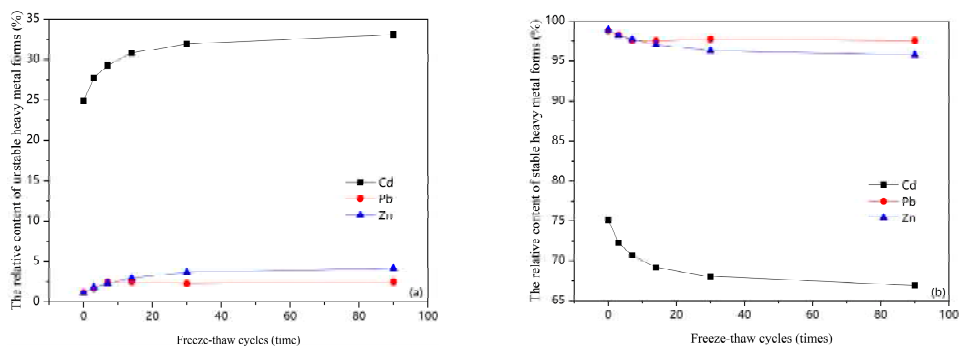 The relative content of unstable heavy metal forms (%)
35
30
25
20
15
10
5
0
Cd
Pb
Zn
(a)
0 20 40 60 80 100
Freeze-thaw cycles (time)
The relative content of stable heavy metal forms (%)
100
95
90
85
80
75
70
65
Cd
Pb
Zn
(b)
0 20 40 60 80 100
Freeze-thaw cycles (times)